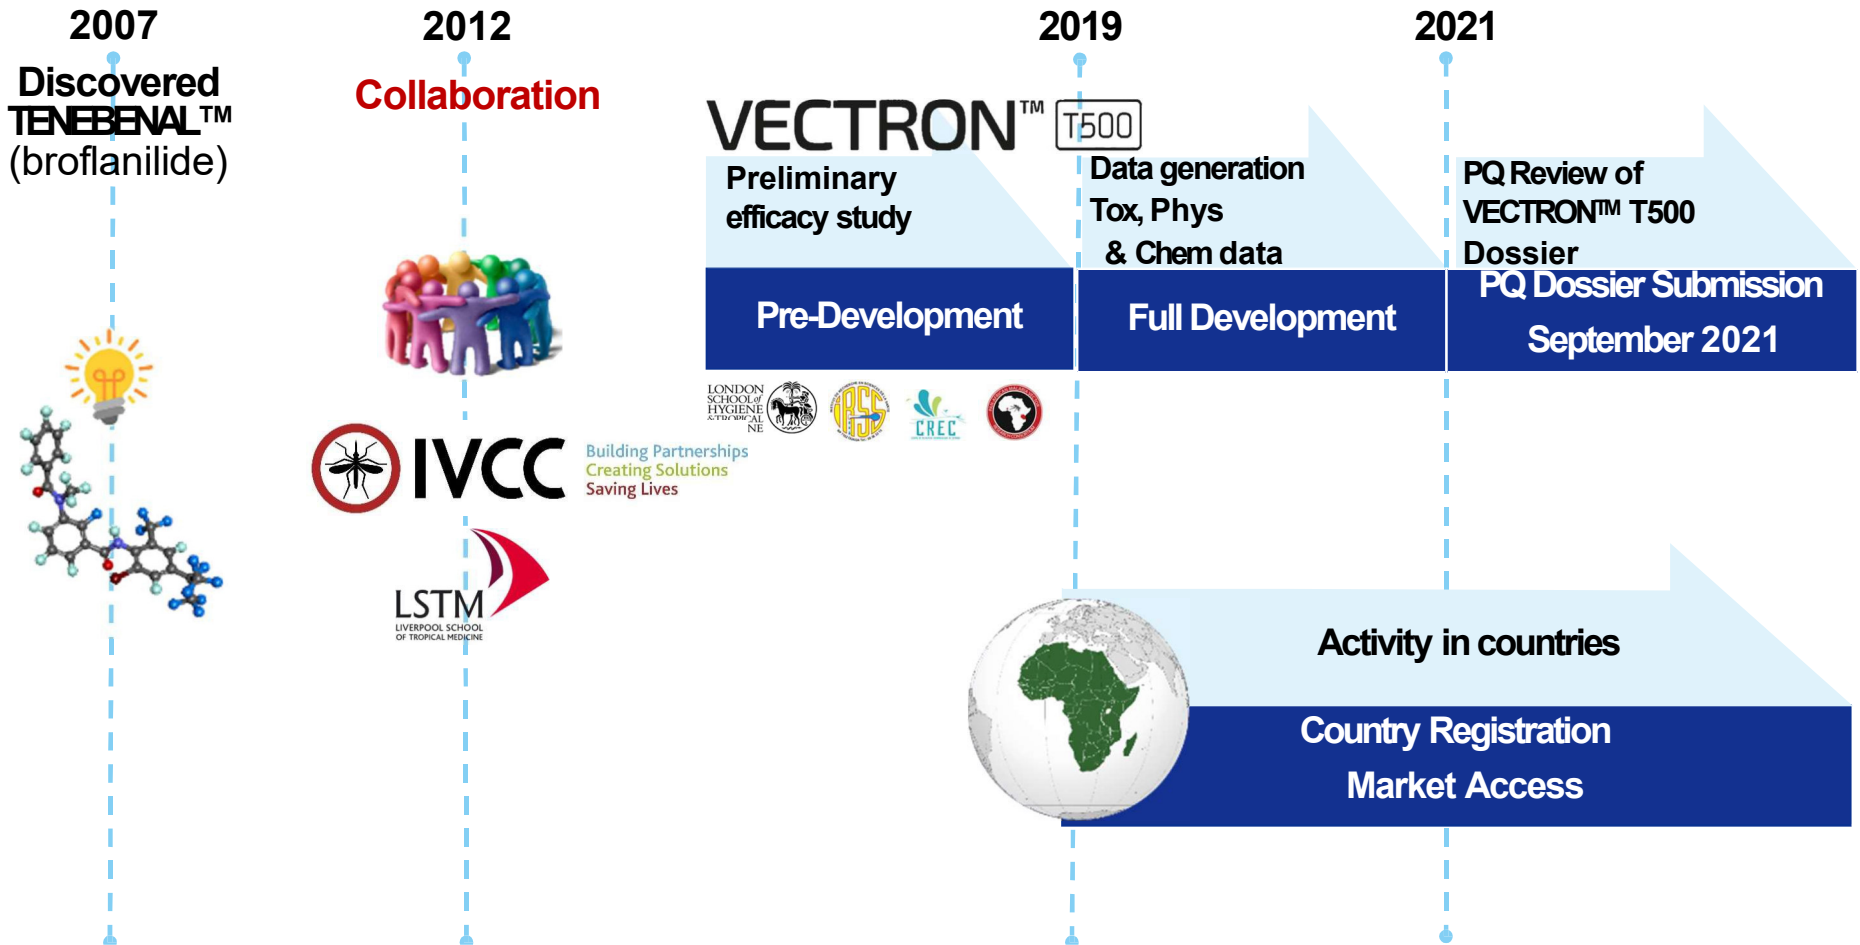 2007
Discovered
TENEBENAL™
(broflanilide)
2012
Collaboration
IVCC
Building Partnerships
Creating Solutions
Saving Lives
LSTM
LIVERPOOL SCHOOL
OF TROPICAL MEDICINE
2019
2021
VECTRON™ T500
Preliminary
efficacy study
Data generation
Tox, Phys
& Chem data
PQ Review of
VECTRON™ T500
Dossier
Pre-Development
Full Development
PQ Dossier Submission
September 2021
LONDON
SCHOOL of
HYGIENE
& TROPICAL
NE
IRSS
CREC
Activity in countries
Country Registration
Market Access